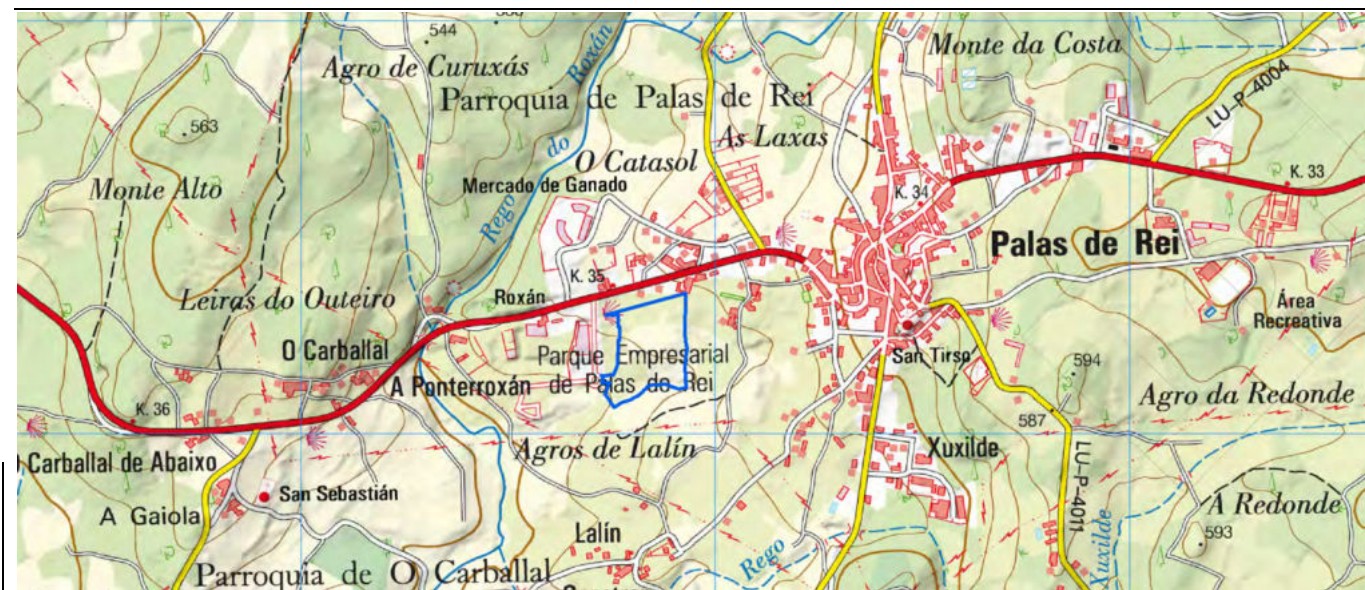 544
Agro de Curuxás
Monte da Costa
LU-P-4004
Parroquia de Palas de Rei
563
As Laxas
O Catasol
Rego do Roxán
Mercado de Ganado
Monte Alto
K. 33
K. 34
Palas de Rei
K. 35
Leiras do Outeiro
Roxán
Área
Recreativa
O Carballal
Parque Empresarial
de Palas de Rei
San Tirso
594
A Ponterroxán
Agro da Redonde
K. 36
587
Agros de Lalín
Xuxilde
Carballal de Abaixo
LU-P-4011
San Sebastián
A Redonde
A Gaiola
593
Lalín
Rego
Xuxilde
Parroquia de O Carballal